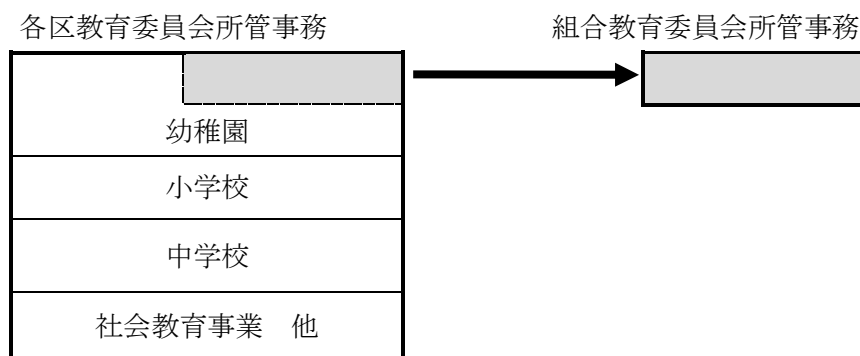 各区教育委員会所管事務
組合教育委員会所管事務
幼稚園
小学校
中学校
社会教育事業　他